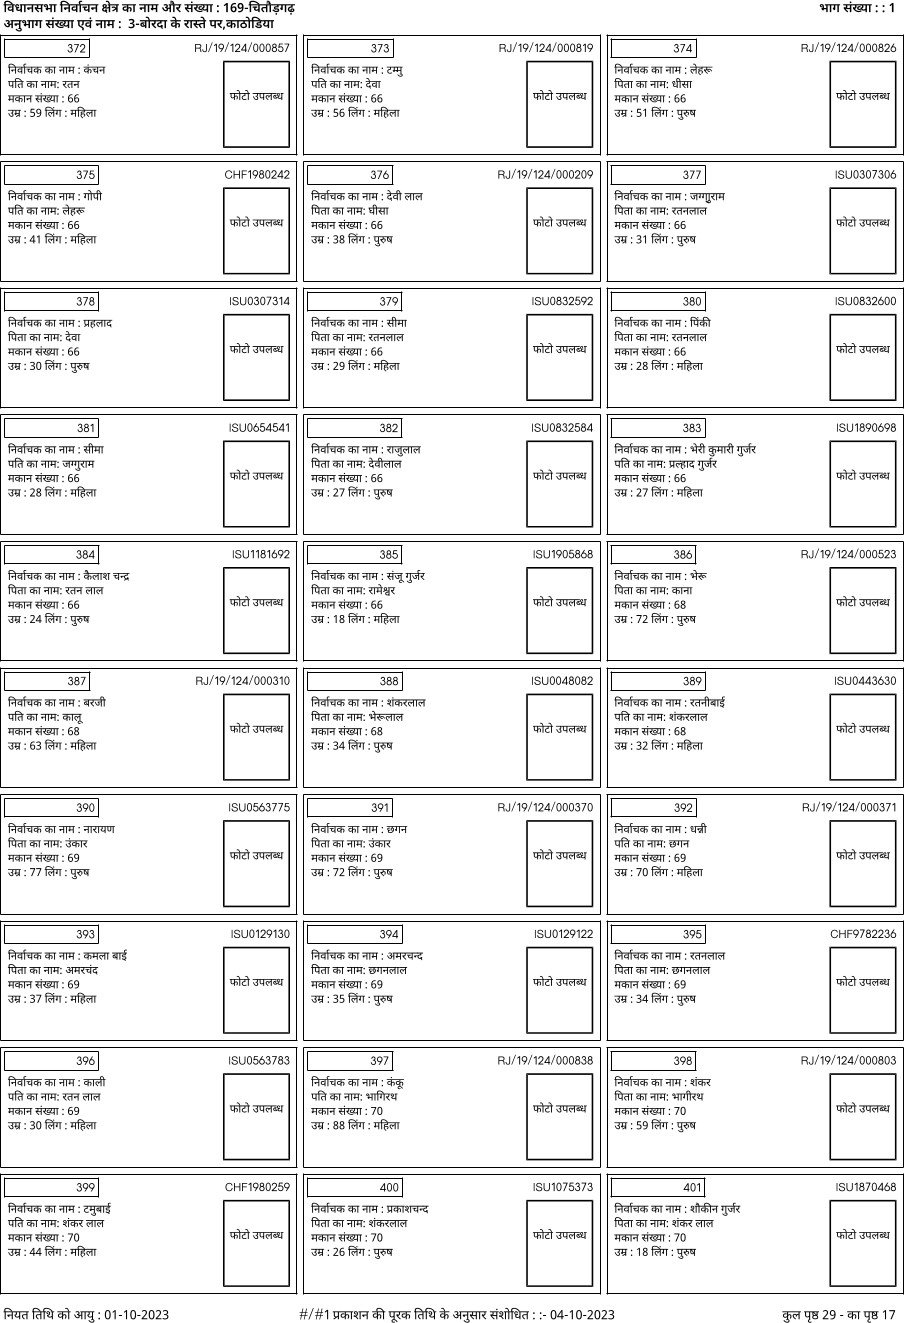 विधानसभा निर्वाचन क्षेत्र का नाम और संख्या : 169-चितौड़गढ़ भाग संख्या : : 1
अनुभाग संख्या एवं नाम : 3-बोरदा के रास्ते पर,काठोडिया
372 RJ/19/124/000857
निर्वाचक का नाम : कंचन
पति का नाम: रतन
मकान संख्या : 66
उम्र : 59 लिंग : महिला
फोटो उपलब्ध
373 RJ/19/124/000819
निर्वाचक का नाम : टम्मु
पति का नाम: देवा
मकान संख्या : 66
उम्र : 56 लिंग : महिला
फोटो उपलब्ध
374 RJ/19/124/000826
निर्वाचक का नाम : लेहरू
पिता का नाम: धीसा
मकान संख्या : 66
उम्र : 51 लिंग : पुरुष
फोटो उपलब्ध
375 CHF1980242
निर्वाचक का नाम : गोपी
पति का नाम: लेहरू
मकान संख्या : 66
उम्र : 41 लिंग : महिला
फोटो उपलब्ध
376 RJ/19/124/000209
निर्वाचक का नाम : देवी लाल
पिता का नाम: घीसा
मकान संख्या : 66
उम्र : 38 लिंग : पुरुष
फोटो उपलब्ध
377 ISU0307306
निर्वाचक का नाम : जग्गुुराम
पिता का नाम: रतनलाल
मकान संख्या : 66
उम्र : 31 लिंग : पुरुष
फोटो उपलब्ध
378 ISU0307314
निर्वाचक का नाम : प्रहलाद
पिता का नाम: देवा
मकान संख्या : 66
उम्र : 30 लिंग : पुरुष
फोटो उपलब्ध
379 ISU0832592
निर्वाचक का नाम : सीमा
पिता का नाम: रतनलाल
मकान संख्या : 66
उम्र : 29 लिंग : महिला
फोटो उपलब्ध
380 ISU0832600
निर्वाचक का नाम : पिंकी
पिता का नाम: रतनलाल
मकान संख्या : 66
उम्र : 28 लिंग : महिला
फोटो उपलब्ध
381 ISU0654541
निर्वाचक का नाम : सीमा
पति का नाम: जग्गुराम
मकान संख्या : 66
उम्र : 28 लिंग : महिला
फोटो उपलब्ध
382 ISU0832584
निर्वाचक का नाम : राजुलाल
पिता का नाम: देवीलाल
मकान संख्या : 66
उम्र : 27 लिंग : पुरुष
फोटो उपलब्ध
383 ISU1890698
निर्वाचक का नाम : भेरी कुमारी गुर्जर
पति का नाम: प्रल्हाद गुर्जर
मकान संख्या : 66
उम्र : 27 लिंग : महिला
फोटो उपलब्ध
384 ISU1181692
निर्वाचक का नाम : कैलाश चन्द्र
पिता का नाम: रतन लाल
मकान संख्या : 66
उम्र : 24 लिंग : पुरुष
फोटो उपलब्ध
385 ISU1905868
निर्वाचक का नाम : संजू गुर्जर
पिता का नाम: रामेश्वर
मकान संख्या : 66
उम्र : 18 लिंग : महिला
फोटो उपलब्ध
386 RJ/19/124/000523
निर्वाचक का नाम : भेरू
पिता का नाम: काना
मकान संख्या : 68
उम्र : 72 लिंग : पुरुष
फोटो उपलब्ध
387 RJ/19/124/000310
निर्वाचक का नाम : बरजी
पति का नाम: कालू
मकान संख्या : 68
उम्र : 63 लिंग : महिला
फोटो उपलब्ध
388 ISU0048082
निर्वाचक का नाम : शंकरलाल
पिता का नाम: भेरूलाल
मकान संख्या : 68
उम्र : 34 लिंग : पुरुष
फोटो उपलब्ध
389 ISU0443630
निर्वाचक का नाम : रतनीबाई
पति का नाम: शंकरलाल
मकान संख्या : 68
उम्र : 32 लिंग : महिला
फोटो उपलब्ध
390 ISU0563775
निर्वाचक का नाम : नारायण
पिता का नाम: उंकार
मकान संख्या : 69
उम्र : 77 लिंग : पुरुष
फोटो उपलब्ध
391 RJ/19/124/000370
निर्वाचक का नाम : छगन
पिता का नाम: उंकार
मकान संख्या : 69
उम्र : 72 लिंग : पुरुष
फोटो उपलब्ध
392 RJ/19/124/000371
निर्वाचक का नाम : धन्नी
पति का नाम: छगन
मकान संख्या : 69
उम्र : 70 लिंग : महिला
फोटो उपलब्ध
393 ISU0129130
निर्वाचक का नाम : कमला बाई
पिता का नाम: अमरचंद
मकान संख्या : 69
उम्र : 37 लिंग : महिला
फोटो उपलब्ध
394 ISU0129122
निर्वाचक का नाम : अमरचन्द
पिता का नाम: छगनलाल
मकान संख्या : 69
उम्र : 35 लिंग : पुरुष
फोटो उपलब्ध
395 CHF9782236
निर्वाचक का नाम : रतनलाल
पिता का नाम: छगनलाल
मकान संख्या : 69
उम्र : 34 लिंग : पुरुष
फोटो उपलब्ध
396 ISU0563783
निर्वाचक का नाम : काली
पति का नाम: रतन लाल
मकान संख्या : 69
उम्र : 30 लिंग : महिला
फोटो उपलब्ध
397 RJ/19/124/000838
निर्वाचक का नाम : कंकू
पति का नाम: भागिरथ
मकान संख्या : 70
उम्र : 88 लिंग : महिला
फोटो उपलब्ध
398 RJ/19/124/000803
निर्वाचक का नाम : शंकर
पिता का नाम: भागीरथ
मकान संख्या : 70
उम्र : 59 लिंग : पुरुष
फोटो उपलब्ध
399 CHF1980259
निर्वाचक का नाम : टमुबाई
पति का नाम: शंकर लाल
मकान संख्या : 70
उम्र : 44 लिंग : महिला
फोटो उपलब्ध
400 ISU1075373
निर्वाचक का नाम : प्रकाशचन्द
पिता का नाम: शंकरलाल
मकान संख्या : 70
उम्र : 26 लिंग : पुरुष
फोटो उपलब्ध
401 ISU1870468
निर्वाचक का नाम : शौकीन गुर्जर
पिता का नाम: शंकर लाल
मकान संख्या : 70
उम्र : 18 लिंग : पुरुष
फोटो उपलब्ध
नियत तिथि को आयु : 01-10-2023 #/#1 प्रकाशन की पूरक तिथि के अनुसार संशोधित : :- 04-10-2023 कुल पृष्ठ 29 - का पृष्ठ 17